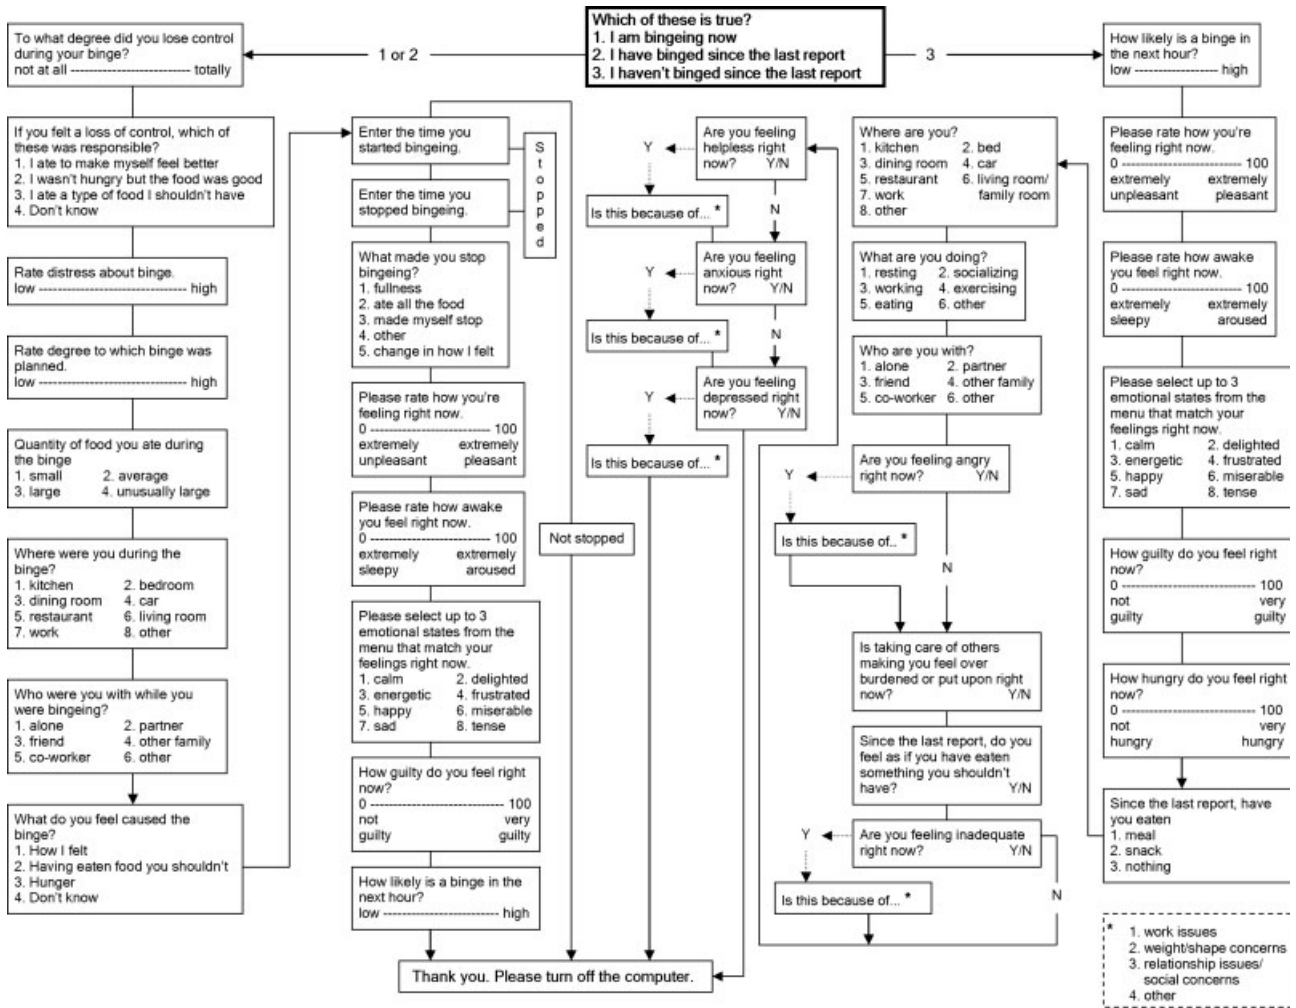 Which of these is true?
1. I am bingeing now
2. I have binged since the last report
3. I haven't binged since the last report
1 or 2
3
To what degree did you lose control
during your binge?
not at all --------------------------- totally
If you felt a loss of control, which of
these was responsible?
1. I ate to make myself feel better
2. I wasn't hungry but the food was good
3. I ate a type of food I shouldn't have
4. Don't know
Rate distress about binge.
low ------------------------------- high
Rate degree to which binge was
planned.
low ------------------------------- high
Quantity of food you ate during
the binge
1. small 2. average
3. large 4. unusually large
Where were you during the
binge?
1. kitchen 2. bedroom
3. dining room 4. car
5. restaurant 6. living room
7. work 8. other
Who were you with while you
were bingeing?
1. alone 2. partner
3. friend 4. other family
5. co-worker 6. other
What do you feel caused the
binge?
1. How I felt
2. Having eaten food you shouldn't
3. Hunger
4. Don't know
Enter the time you
started bingeing.
Stopped
Enter the time you
stopped bingeing.
What made you stop
bingeing?
1. fullness
2. ate all the food
3. made myself stop
4. other
5. change in how I felt
Please rate how you're
feeling right now.
0 ------------------------------ 100
extremely extremely
unpleasant pleasant
Please rate how awake
you feel right now.
0 ------------------------------ 100
extremely extremely
sleepy aroused
Please select up to 3
emotional states from the
menu that match your
feelings right now.
1. calm 2. delighted
3. energetic 4. frustrated
5. happy 6. miserable
7. sad 8. tense
How guilty do you feel right
now?
0 ------------------------------ 100
not very
guilty guilty
How likely is a binge in the
next hour?
low -------------------------- high
Not stopped
Thank you. Please turn off the computer.
How likely is a binge in
the next hour?
low ------------------- high
Please rate how you're
feeling right now.
0 ------------------------------ 100
extremely extremely
unpleasant pleasant
Please rate how awake
you feel right now.
0 ------------------------------ 100
extremely extremely
sleepy aroused
Please select up to 3
emotional states from the
menu that match your
feelings right now.
1. calm 2. delighted
3. energetic 4. frustrated
5. happy 6. miserable
7. sad 8. tense
How guilty do you feel right
now?
0 ------------------------------ 100
not very
guilty guilty
How hungry do you feel right
now?
0 ------------------------------ 100
not very
hungry hungry
Since the last report, have
you eaten
1. meal
2. snack
3. nothing
Where are you?
1. kitchen 2. bed
3. dining room 4. car
5. restaurant 6. living room/
7. work family room
8. other
What are you doing?
1. resting 2. socializing
3. working 4. exercising
5. eating 6. other
Who are you with?
1. alone 2. partner
3. friend 4. other family
5. co-worker 6. other
Are you feeling angry
right now? Y/N
Y
Is this because of.. *
N
Is taking care of others
making you feel over
burdened or put upon right
now? Y/N
Since the last report, do you
feel as if you have eaten
something you shouldn't
have? Y/N
Are you feeling inadequate
right now? Y/N
Y
Is this because of... *
N
Are you feeling
helpless right
now? Y/N
Y
Is this because of... *
N
Are you feeling
anxious right
now? Y/N
Y
Is this because of... *
N
Are you feeling
depressed right
now? Y/N
Y
Is this because of... *
* 1. work issues
2. weight/shape concerns
3. relationship issues/
social concerns
4. other